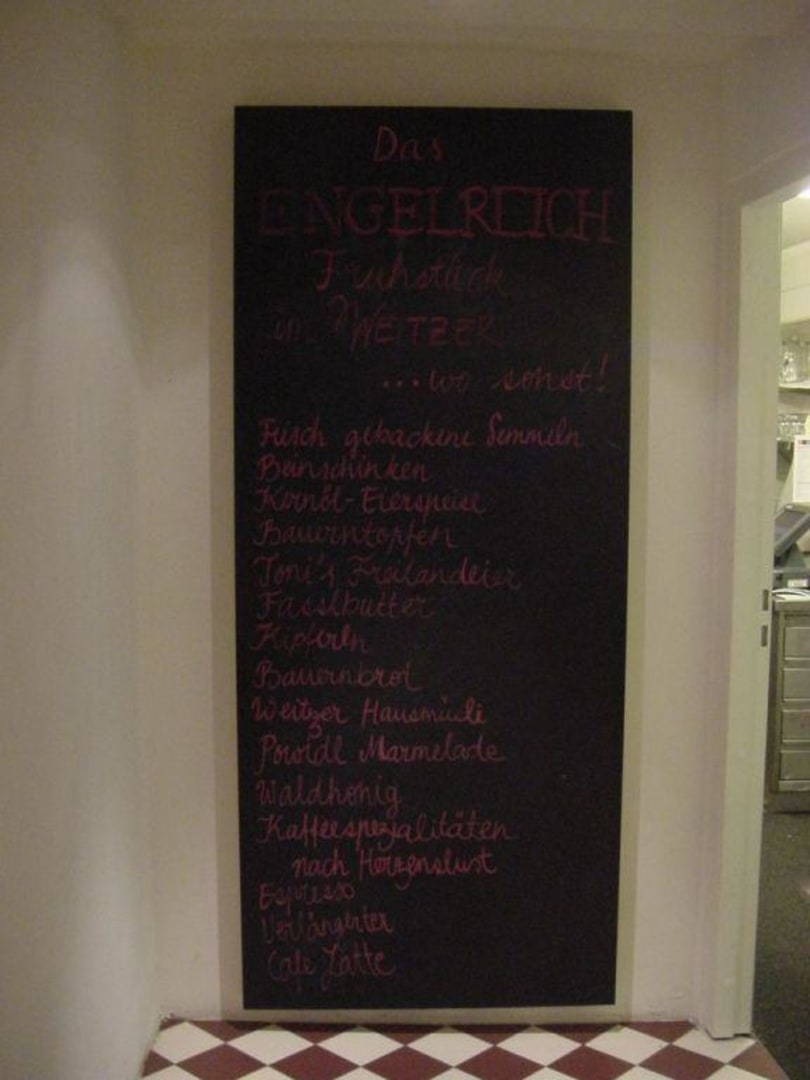 Das
ENGELREICH
Frühstück
im WEITZER
...wo sonst!
Frisch gebackene Semmeln
Beinschinken
Kernöl-Eierspeise
Bauerntopfen
Toni's Freilandeier
Fasslbutter
Kipferln
Bauernbrot
Weitzer Hausmüsli
Powidl Marmelade
Waldhonig
Kaffeespezialitäten
nach Herzenslust
Espresso
Verlängerter
Cafe Latte